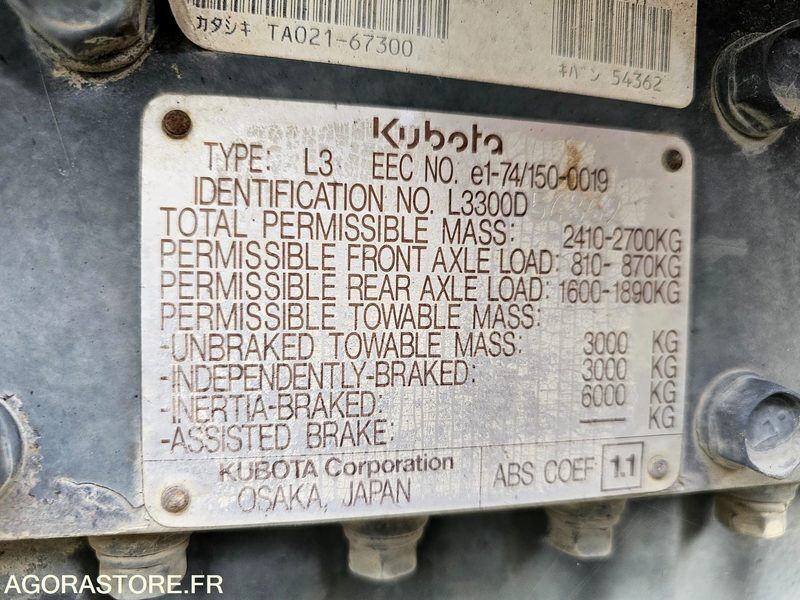 カタシキ TA021-67300
キバン 54362
Kubota
TYPE: L3 EEC NO. e1-74/150-0019
IDENTIFICATION NO. L3300D
TOTAL PERMISSIBLE MASS: 2410-2700KG
PERMISSIBLE FRONT AXLE LOAD: 810- 870KG
PERMISSIBLE REAR AXLE LOAD: 1600-1890KG
PERMISSIBLE TOWABLE MASS:
-UNBRAKED TOWABLE MASS: 3000 KG
-INDEPENDENTLY-BRAKED: 3000 KG
-INERTIA-BRAKED: 6000 KG
-ASSISTED BRAKE: — KG
KUBOTA Corporation
OSAKA, JAPAN
ABS COEF 1.1
AGORASTORE.FR